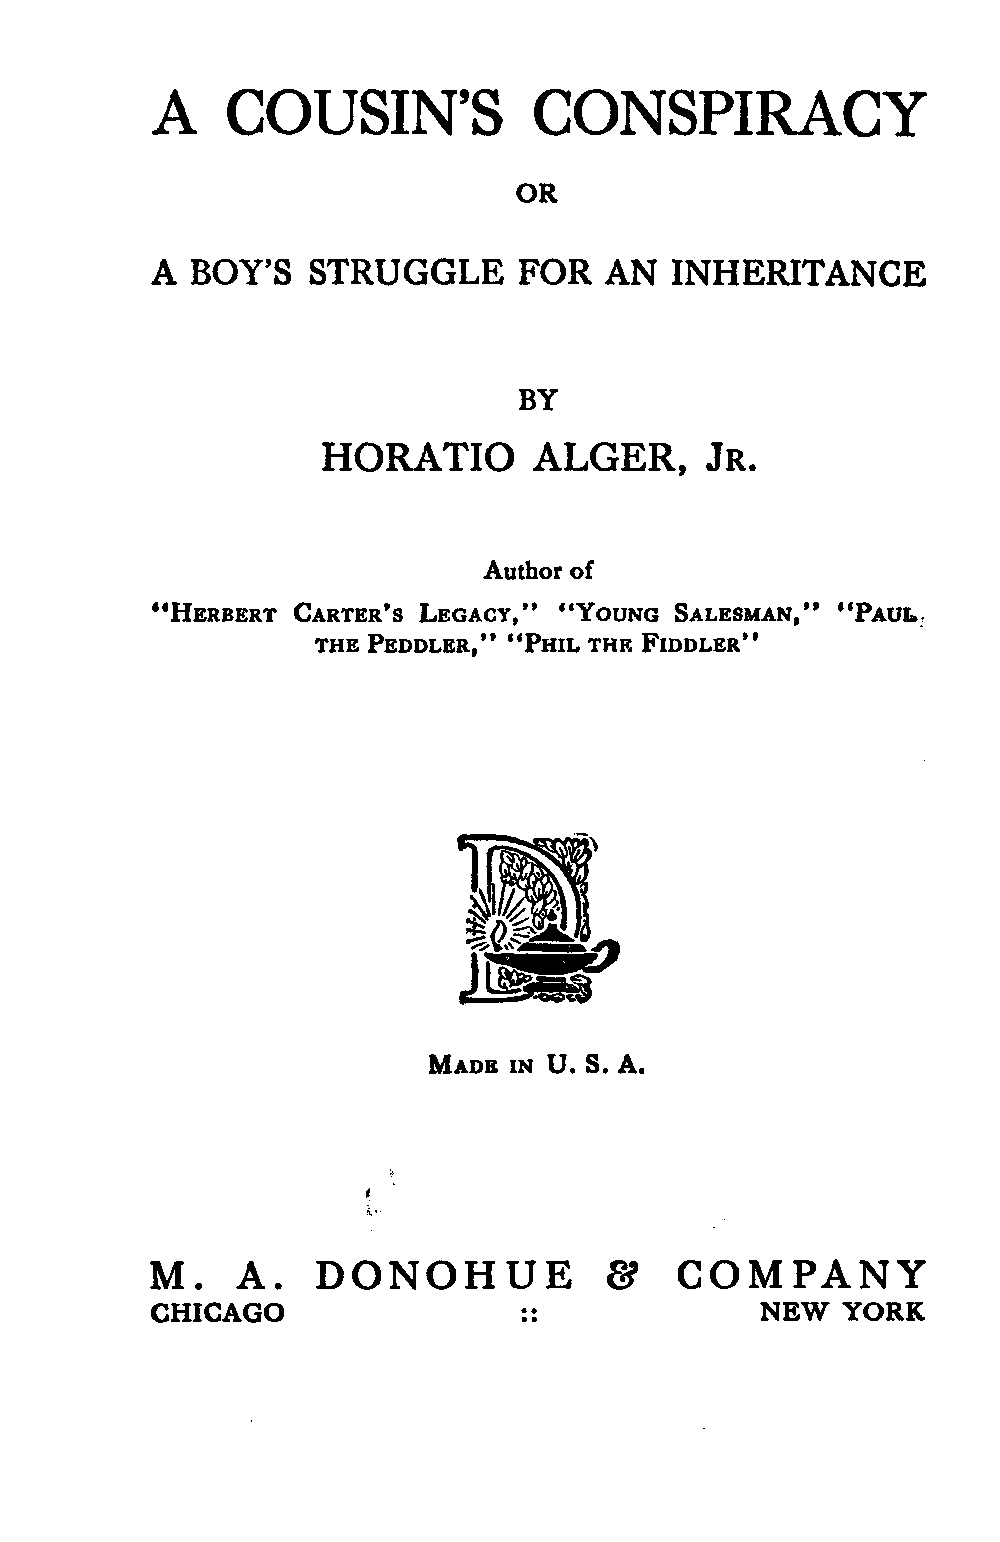 A COUSIN'S CONSPIRACY
OR
A BOY'S STRUGGLE FOR AN INHERITANCE
BY
HORATIO ALGER, JR.
Author of
"HERBERT CARTER'S LEGACY," "YOUNG SALESMAN," "PAUL
THE PEDDLER," "PHIL THE FIDDLER"
D
MADE IN U. S. A.
M. A. DONOHUE & COMPANY
CHICAGO :: NEW YORK